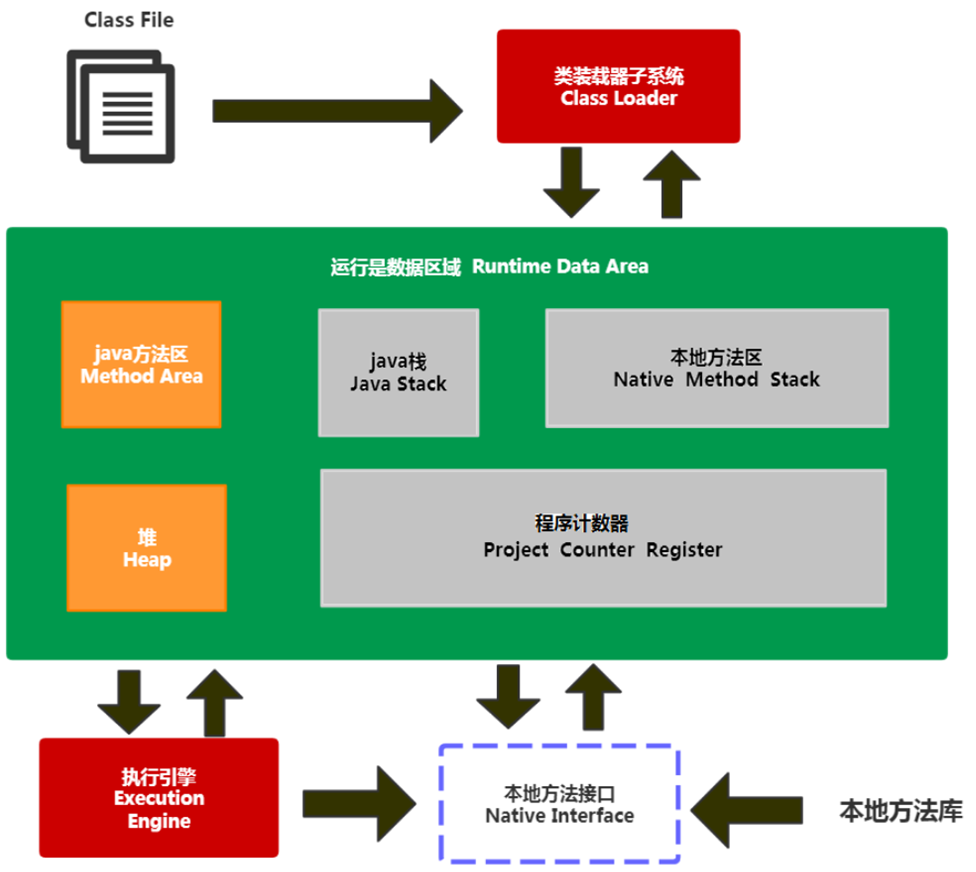 Class File
类装载器子系统
Class Loader
运行是数据区域 Runtime Data Area
java方法区
Method Area
java栈
Java Stack
本地方法区
Native Method Stack
堆
Heap
程序计数器
Project Counter Register
执行引擎
Execution
Engine
本地方法接口
Native Interface
本地方法库